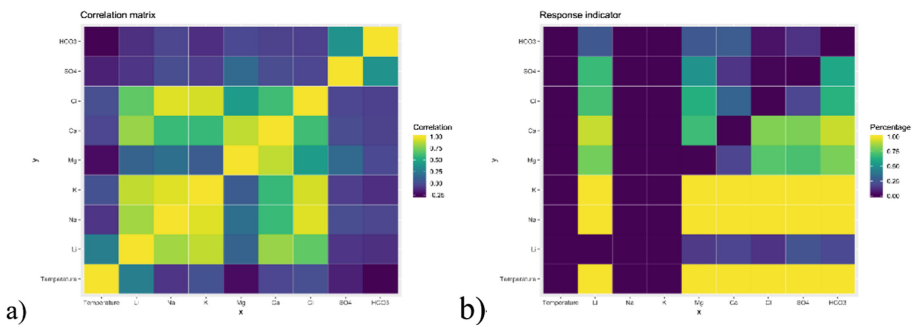 Correlation matrix
HCO3
SO4
Cl
Ca
Mg
K
Na
Li
Temperature
y
Temperature Li Na K Mg Ca Cl SO4 HCO3
x
Correlation
1.00
0.75
0.50
0.25
0.00
0.25
a)
Response indicator
HCO3
SO4
Cl
Ca
Mg
K
Na
Li
Temperature
y
Temperature Li Na K Mg Ca Cl SO4 HCO3
x
Percentage
1.00
0.75
0.50
0.25
0.00
b)